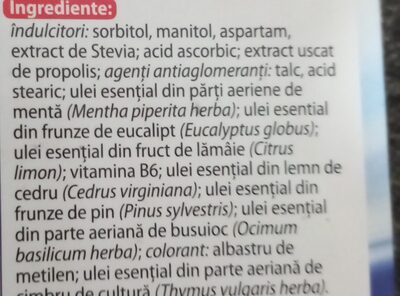 Ingrediente:
îndulcitori: sorbitol, manitol, aspartam,
extract de Stevia; acid ascorbic; extract uscat
de propolis; agenți antiaglomeranți: talc, acid
stearic; ulei esențial din părți aeriene de
mentă (Mentha piperita herba); ulei esential
din frunze de eucalipt (Eucalyptus globus);
ulei esențial din fruct de lămâie (Citrus
limon); vitamina B6; ulei esențial din lemn de
cedru (Cedrus virginiana); ulei esențial din
frunze de pin (Pinus sylvestris); ulei esențial
din parte aeriană de busuioc (Ocimum
basilicum herba); colorant: albastru de
metilen; ulei esențial din parte aeriană de
cimbru de cultură (Thymus vulgaris herba).